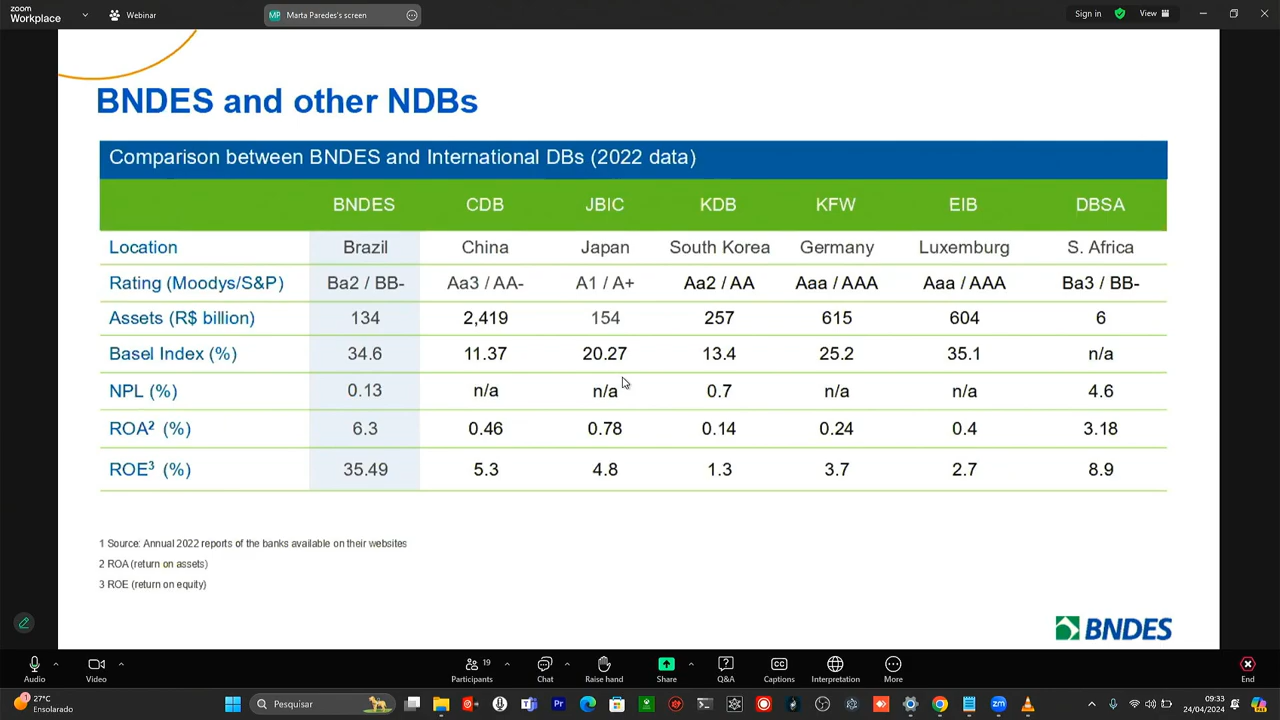 zoom
Workplace
Webinar
MP Marta Paredes's screen
Sign in
View
BNDES and other NDBs
Comparison between BNDES and International DBs (2022 data)
BNDES CDB JBIC KDB KFW EIB DBSA
Location Brazil China Japan South Korea Germany Luxemburg S. Africa
Rating (Moodys/S&P) Ba2 / BB- Aa3 / AA- A1 / A+ Aa2 / AA Aaa / AAA Aaa / AAA Ba3 / BB-
Assets (R$ billion) 134 2,419 154 257 615 604 6
Basel Index (%) 34.6 11.37 20.27 13.4 25.2 35.1 n/a
NPL (%) 0.13 n/a n/a 0.7 n/a n/a 4.6
ROA² (%) 6.3 0.46 0.78 0.14 0.24 0.4 3.18
ROE³ (%) 35.49 5.3 4.8 1.3 3.7 2.7 8.9
1 Source: Annual 2022 reports of the banks available on their websites
2 ROA (return on assets)
3 ROE (return on equity)
BNDES
Audio Video Participants 19 Chat Raise hand Share Q&A Captions Interpretation More End
1 27°C
Ensolarado
Pesquisar
09:33
24/04/2024